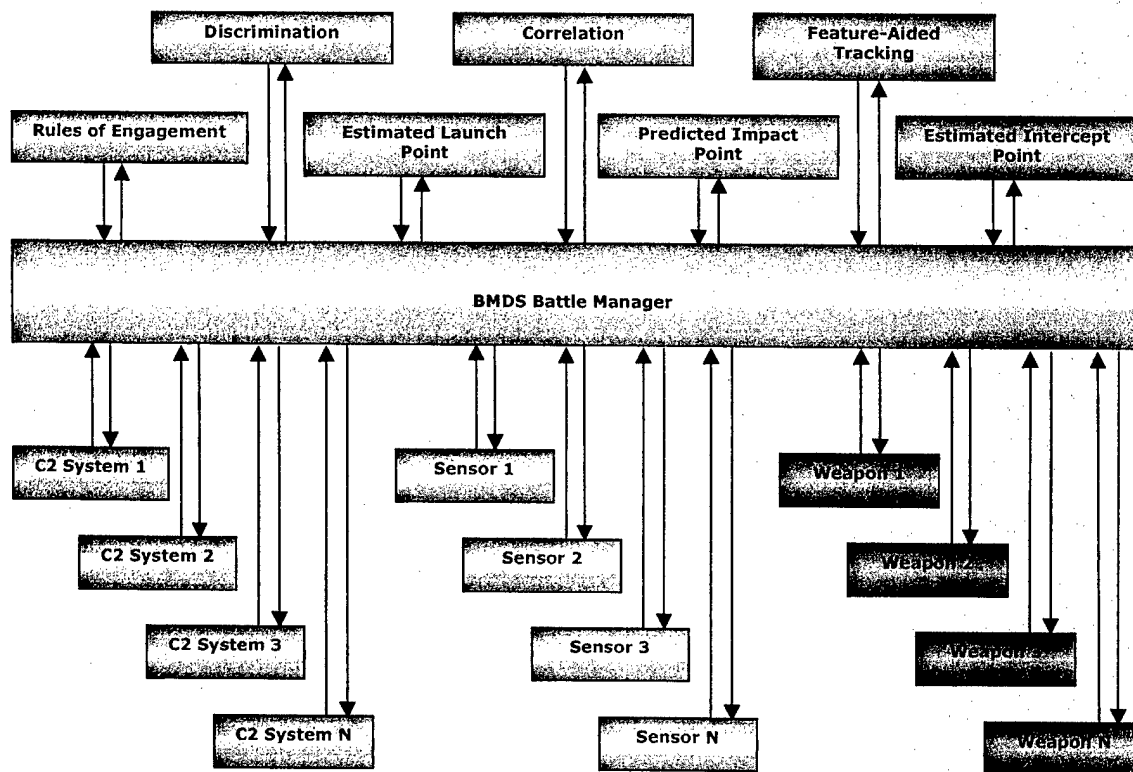 Discrimination
Correlation
Feature-Aided
Tracking
Rules of Engagement
Estimated Launch
Point
Predicted Impact
Point
Estimated Intercept
Point
BMDS Battle Manager
C2 System 1
Sensor 1
Weapon 1
C2 System 2
Sensor 2
Weapon 2
C2 System 3
Sensor 3
Weapon 3
C2 System N
Sensor N
Weapon N